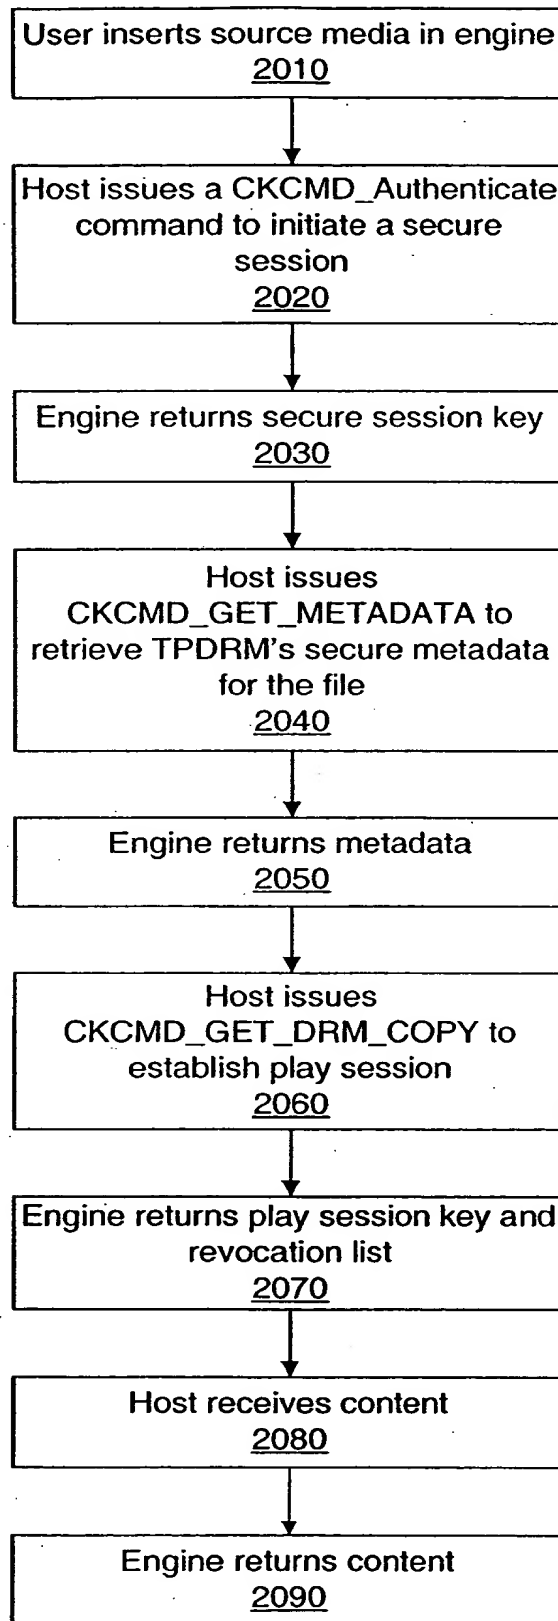 User inserts source media in engine
2010
Host issues a CKCMD_Authenticate
command to initiate a secure
session
2020
Engine returns secure session key
2030
Host issues
CKCMD_GET_METADATA to
retrieve TPDRM's secure metadata
for the file
2040
Engine returns metadata
2050
Host issues
CKCMD_GET_DRM_COPY to
establish play session
2060
Engine returns play session key and
revocation list
2070
Host receives content
2080
Engine returns content
2090